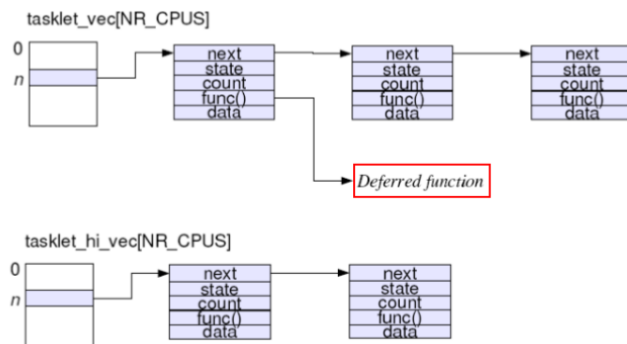 tasklet_vec[NR_CPUS]
0
n
next
state
count
func()
data
next
state
count
func()
data
next
state
count
func()
data
Deferred function
tasklet_hi_vec[NR_CPUS]
0
n
next
state
count
func()
data
next
state
count
func()
data